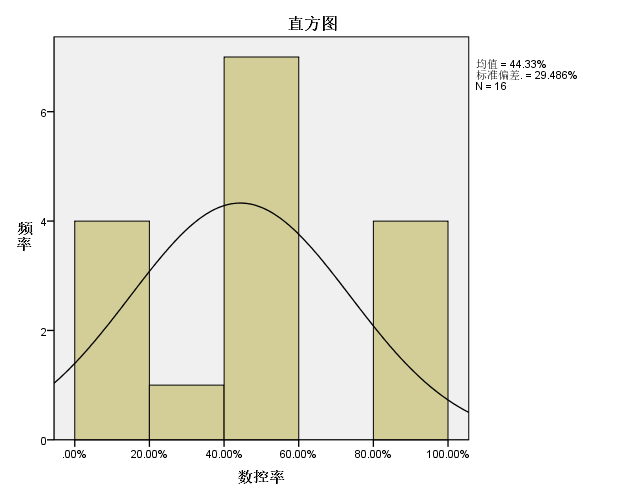 直方图
均值 = 44.33%
标准偏差. = 29.486%
N = 16
频率
6
4
2
0
.00%
20.00%
40.00%
60.00%
80.00%
100.00%
数控率